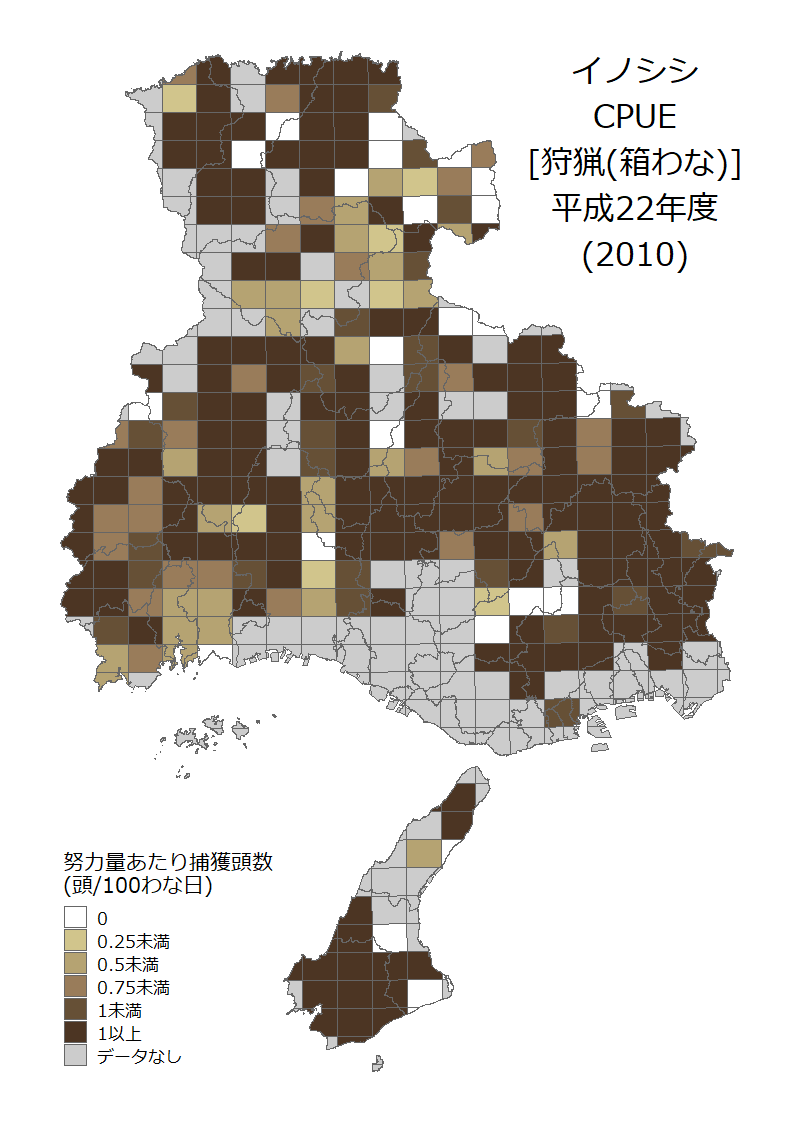 イノシシ
CPUE
[狩猟(箱わな)]
平成22年度
(2010)
努力量あたり捕獲頭数
(頭/100わな日)
0
0.25未満
0.5未満
0.75未満
1未満
1以上
データなし